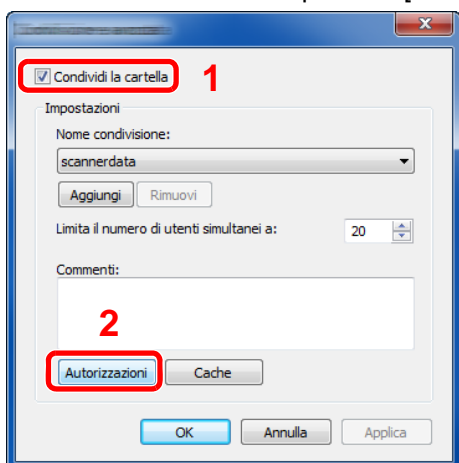 Condividi la cartella
1
Impostazioni
Nome condivisione:
scannerdata
Aggiungi Rimuovi
Limita il numero di utenti simultanei a: 20
Commenti:
2
Autorizzazioni Cache
OK Annulla Applica